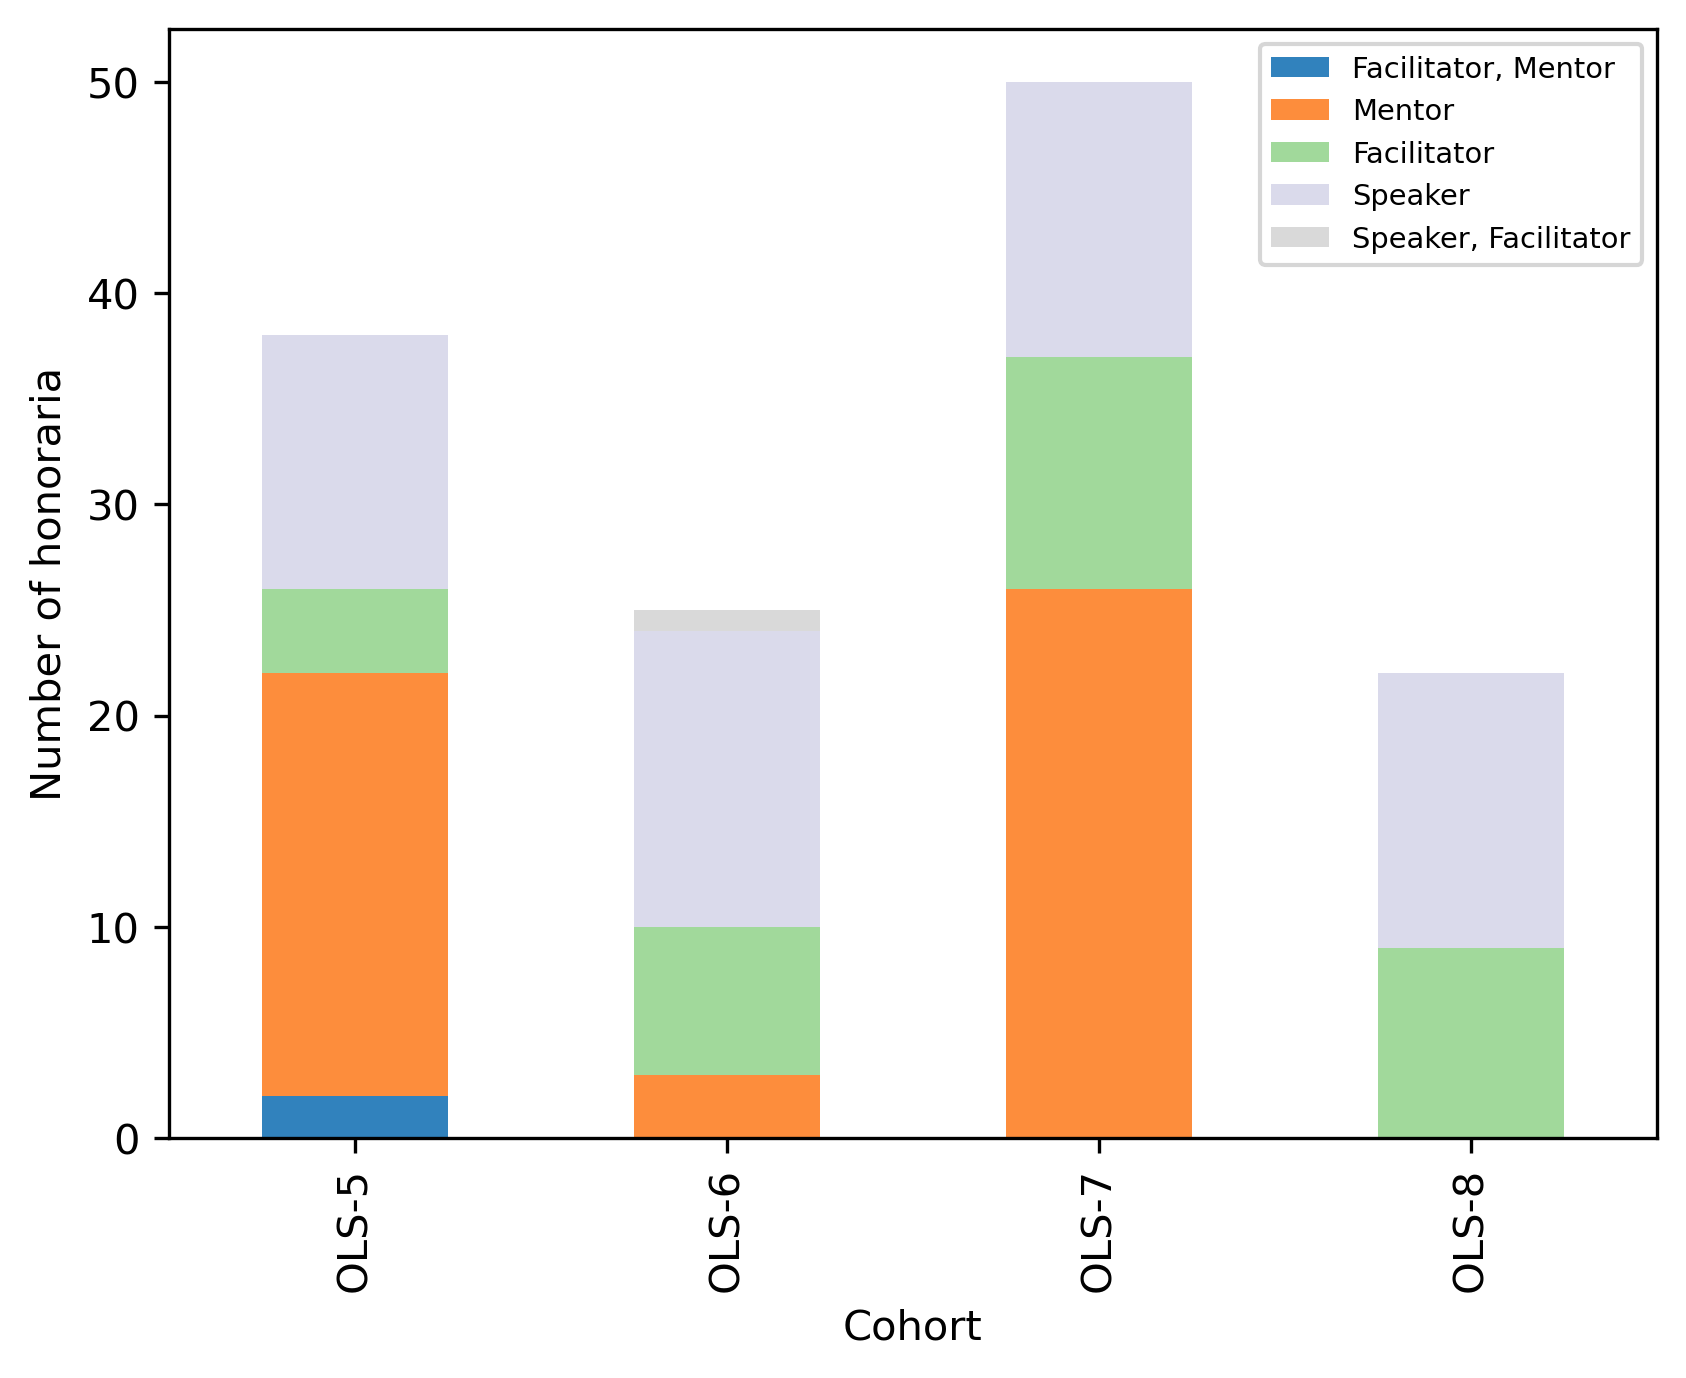 50
40
30
20
10
0
Number of honoraria
Facilitator, Mentor
Mentor
Facilitator
Speaker
Speaker, Facilitator
OLS-5
OLS-6
OLS-7
OLS-8
Cohort